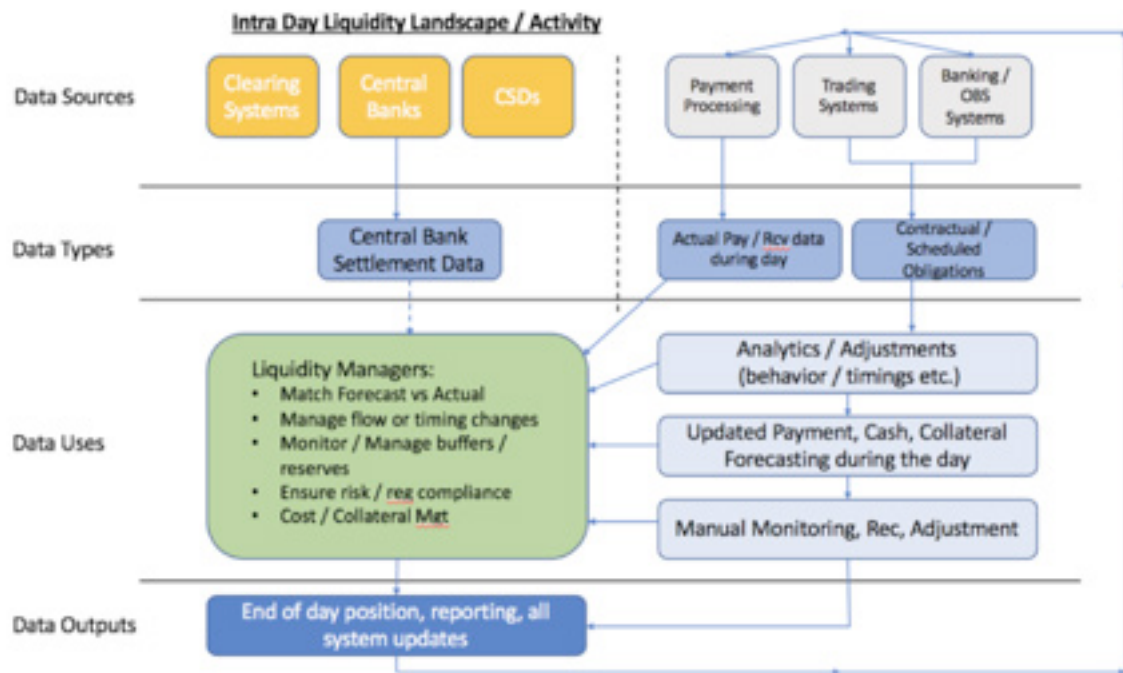 Intra Day Liquidity Landscape / Activity
Data Sources
Clearing
Systems
Central
Banks
CSDs
Payment
Processing
Trading
Systems
Banking /
OBS
Systems
Data Types
Central Bank
Settlement Data
Actual Pay / Rcv data
during day
Contractual /
Scheduled
Obligations
Data Uses
Liquidity Managers:
• Match Forecast vs Actual
• Manage flow or timing changes
• Monitor / Manage buffers /
reserves
• Ensure risk / reg compliance
• Cost / Collateral Mgt
Analytics / Adjustments
(behavior / timings etc.)
Updated Payment, Cash, Collateral
Forecasting during the day
Manual Monitoring, Rec, Adjustment
Data Outputs
End of day position, reporting, all
system updates